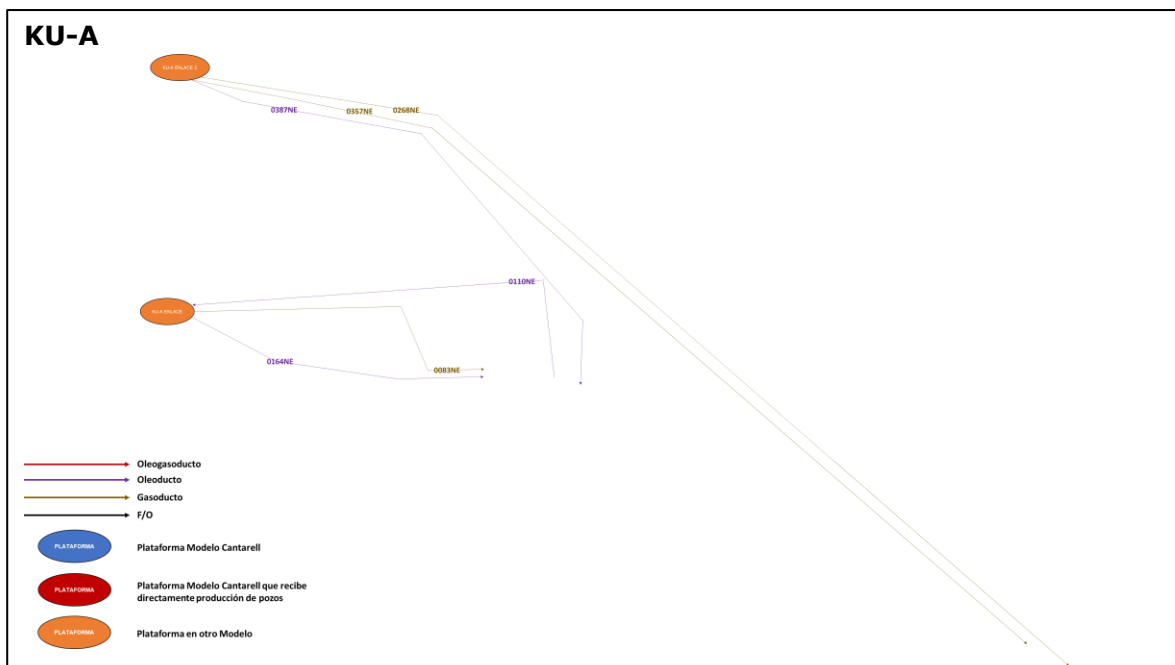 KU-A
KU-A ENLACE 2
0387NE
0357NE
0268NE
0110NE
KU-A ENLACE
0164NE
0083NE
Oleogasoducto
Oleoducto
Gasoducto
F/O
PLATAFORMA
Plataforma Modelo Cantarell
PLATAFORMA
Plataforma Modelo Cantarell que recibe
directamente producción de pozos
PLATAFORMA
Plataforma en otro Modelo